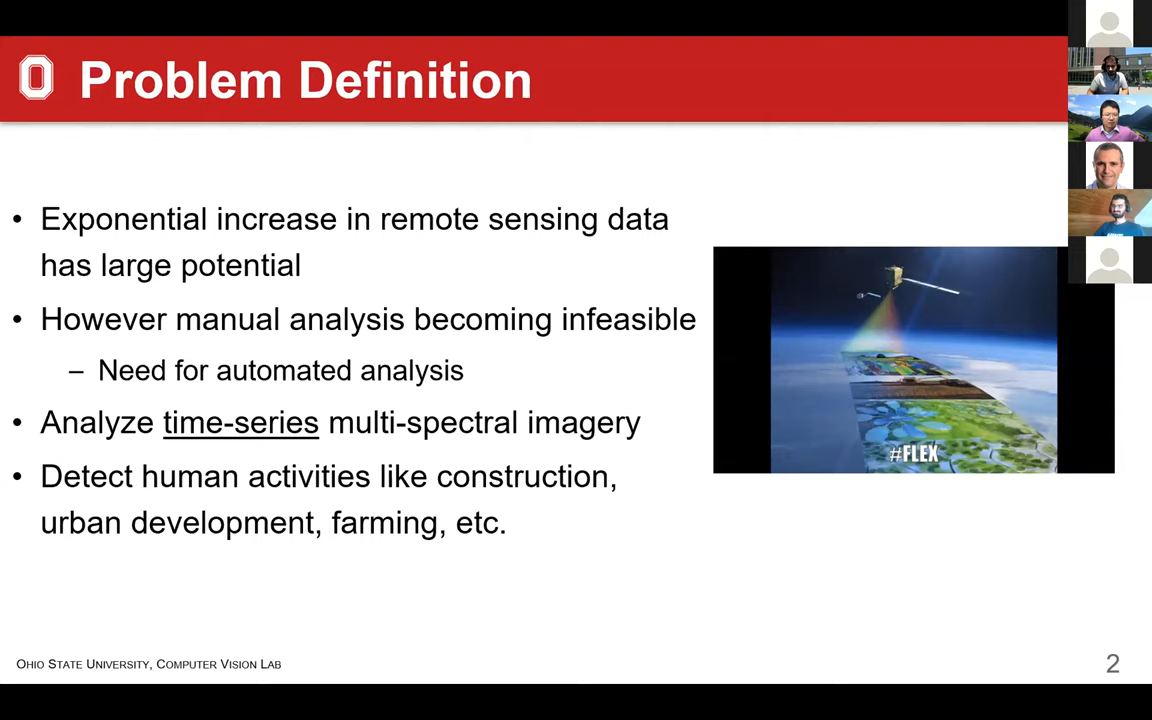 Problem Definition
• Exponential increase in remote sensing data
has large potential
• However manual analysis becoming infeasible
– Need for automated analysis
• Analyze time-series multi-spectral imagery
• Detect human activities like construction,
urban development, farming, etc.
#FLEX
OHIO STATE UNIVERSITY, COMPUTER VISION LAB
2